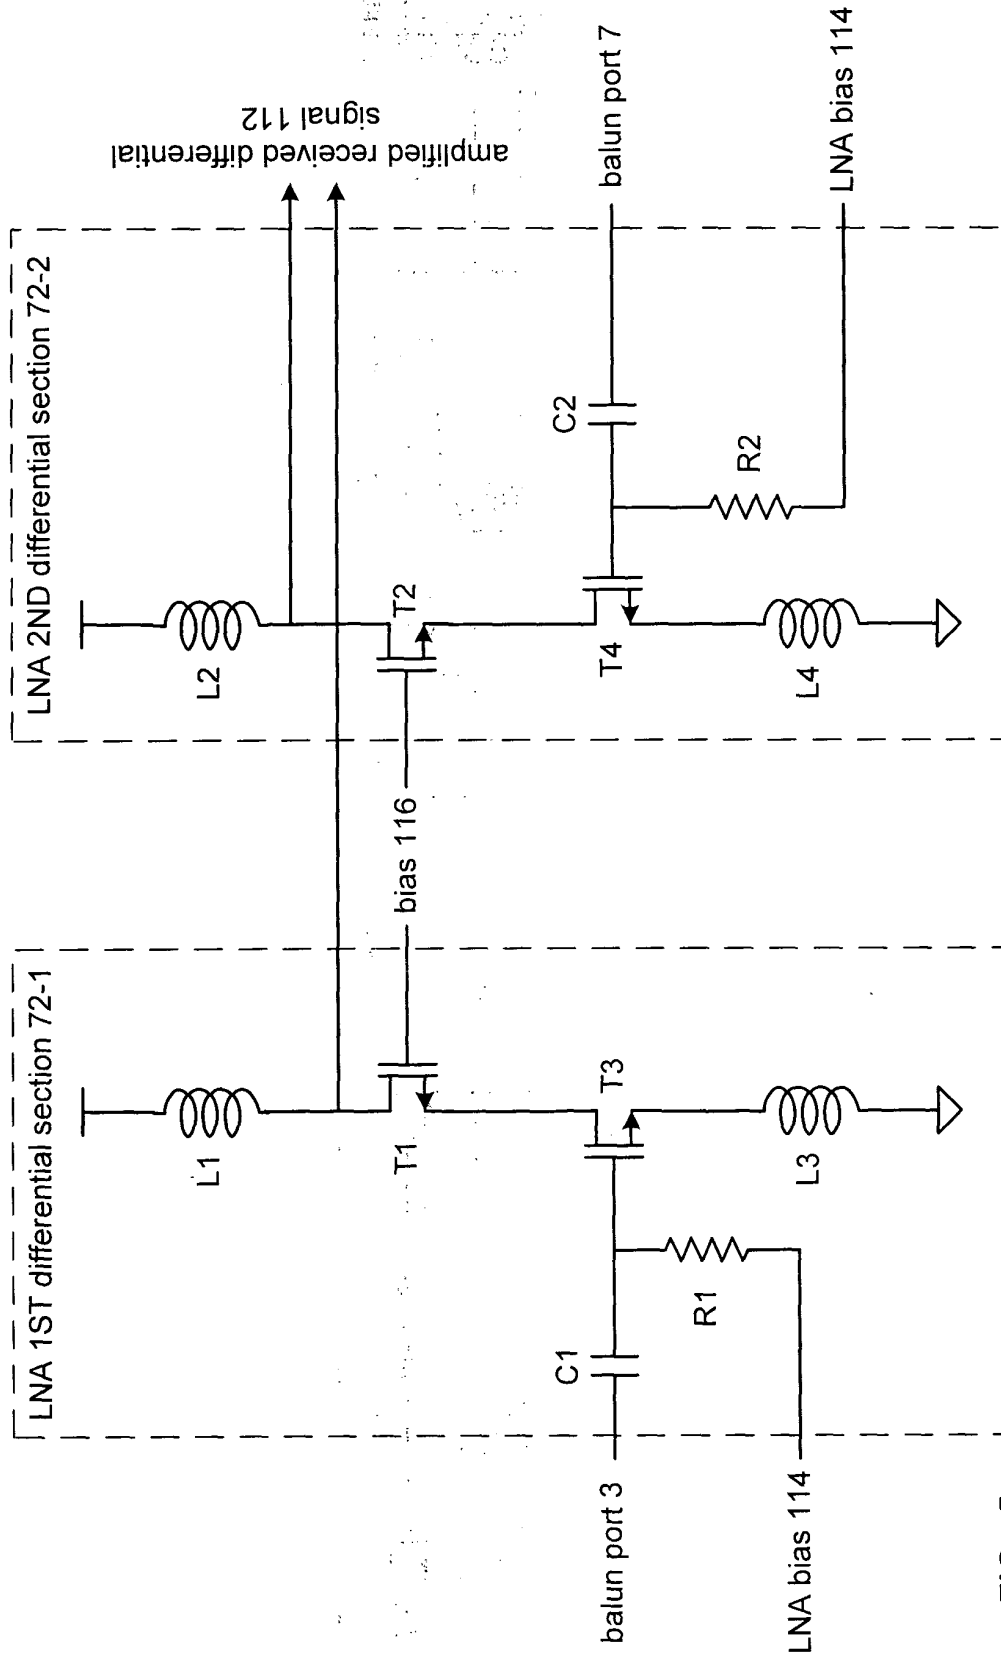 LNA 1ST differential section 72-1
LNA 2ND differential section 72-2
L1
L2
amplified received differential
signal 112
T1
bias 116
T2
balun port 3
C1
T3
T4
C2
balun port 7
R1
R2
LNA bias 114
L3
L4
LNA bias 114